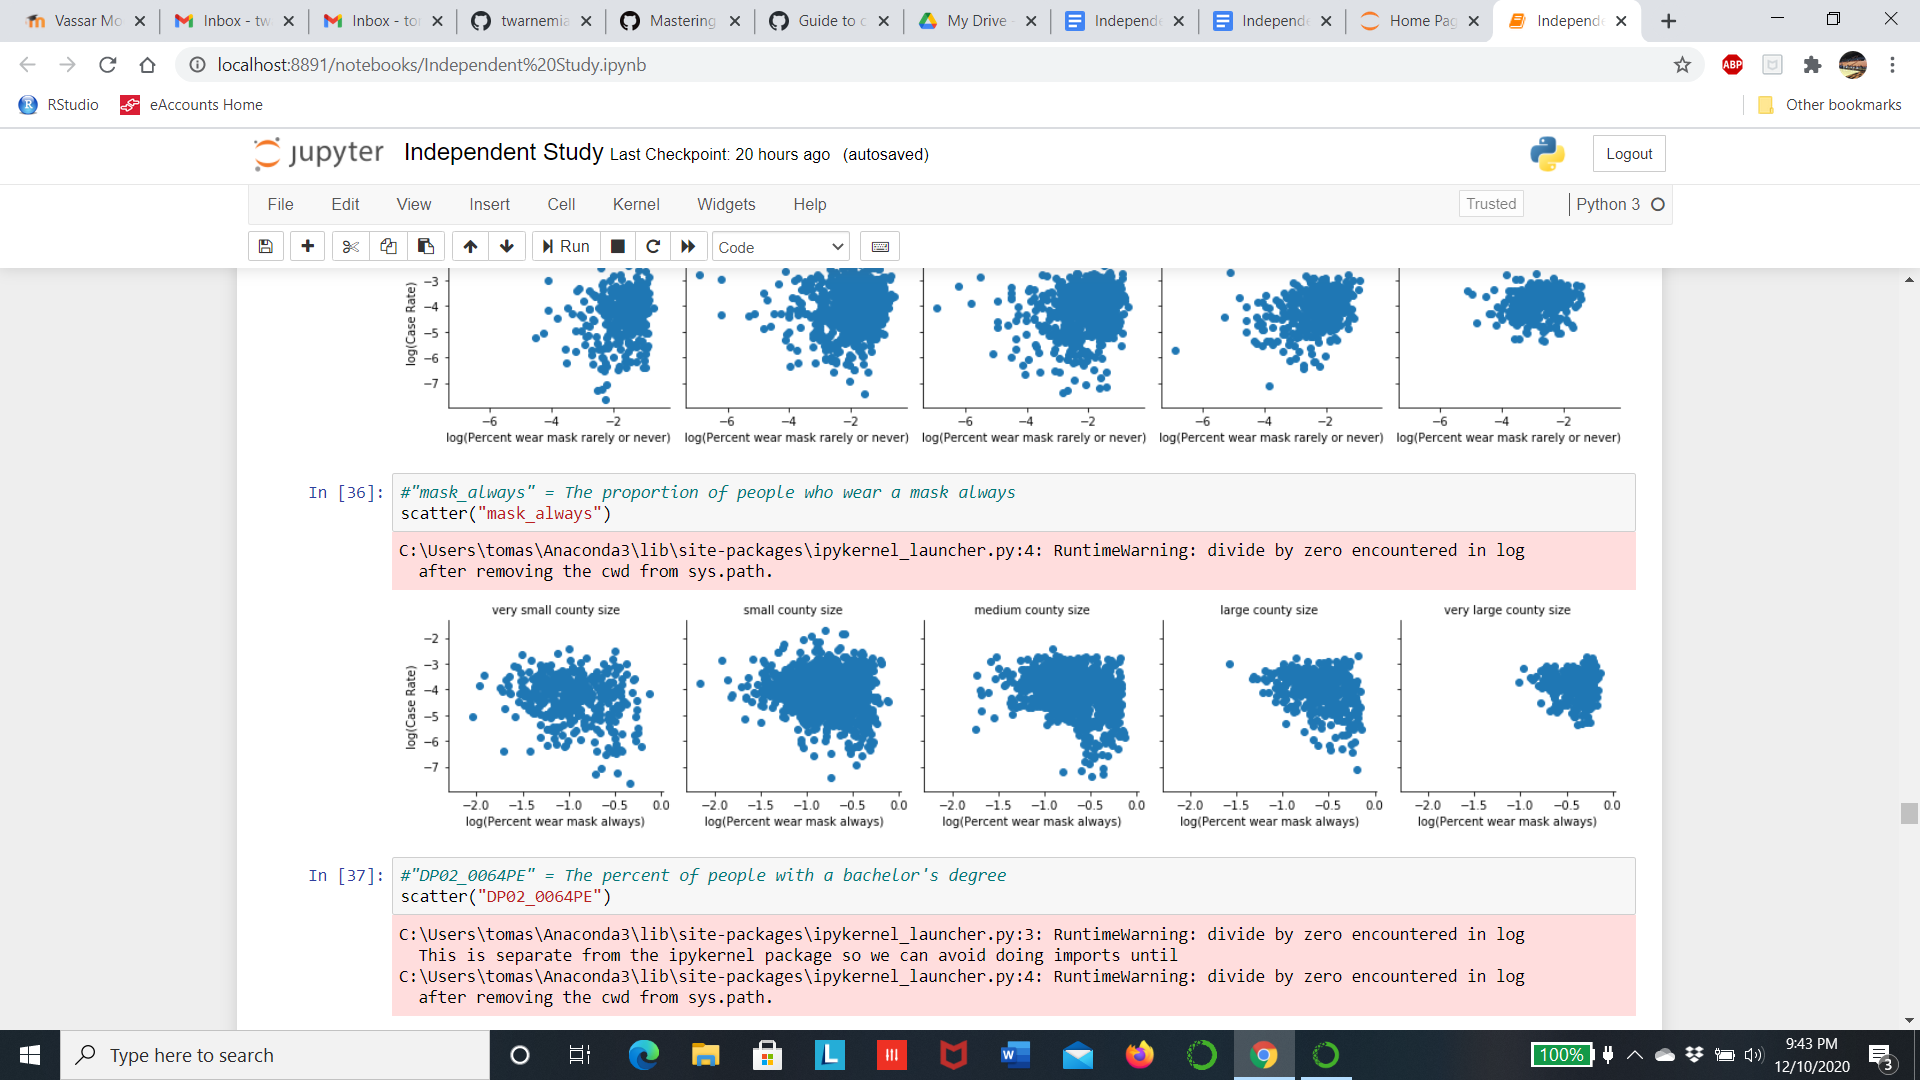 Vassar Mo
Inbox - tw
Inbox - tor
twarnemia
Mastering
Guide to c
My Drive -
Independe
Independe
Home Pag
Independe
localhost:8891/notebooks/Independent%20Study.ipynb
ABP
RStudio
eAccounts Home
Other bookmarks
jupyter Independent Study Last Checkpoint: 20 hours ago (autosaved)
Logout
File Edit View Insert Cell Kernel Widgets Help
Trusted
Python 3
Run
Code
log(Case Rate)
−3
−4
−5
−6
−7
−6 −4 −2 −6 −4 −2 −6 −4 −2 −6 −4 −2 −6 −4 −2
log(Percent wear mask rarely or never) log(Percent wear mask rarely or never) log(Percent wear mask rarely or never) log(Percent wear mask rarely or never) log(Percent wear mask rarely or never)
In [36]: #"mask_always" = The proportion of people who wear a mask always
scatter("mask_always")
C:\Users\tomas\Anaconda3\lib\site-packages\ipykernel_launcher.py:4: RuntimeWarning: divide by zero encountered in log
after removing the cwd from sys.path.
very small county size small county size medium county size large county size very large county size
log(Case Rate)
−2
−3
−4
−5
−6
−7
−2.0 −1.5 −1.0 −0.5 0.0 −2.0 −1.5 −1.0 −0.5 0.0 −2.0 −1.5 −1.0 −0.5 0.0 −2.0 −1.5 −1.0 −0.5 0.0 −2.0 −1.5 −1.0 −0.5 0.0
log(Percent wear mask always) log(Percent wear mask always) log(Percent wear mask always) log(Percent wear mask always) log(Percent wear mask always)
In [37]: #"DP02_0064PE" = The percent of people with a bachelor's degree
scatter("DP02_0064PE")
C:\Users\tomas\Anaconda3\lib\site-packages\ipykernel_launcher.py:3: RuntimeWarning: divide by zero encountered in log
This is separate from the ipykernel package so we can avoid doing imports until
C:\Users\tomas\Anaconda3\lib\site-packages\ipykernel_launcher.py:4: RuntimeWarning: divide by zero encountered in log
after removing the cwd from sys.path.
Type here to search
100%
9:43 PM
12/10/2020
3